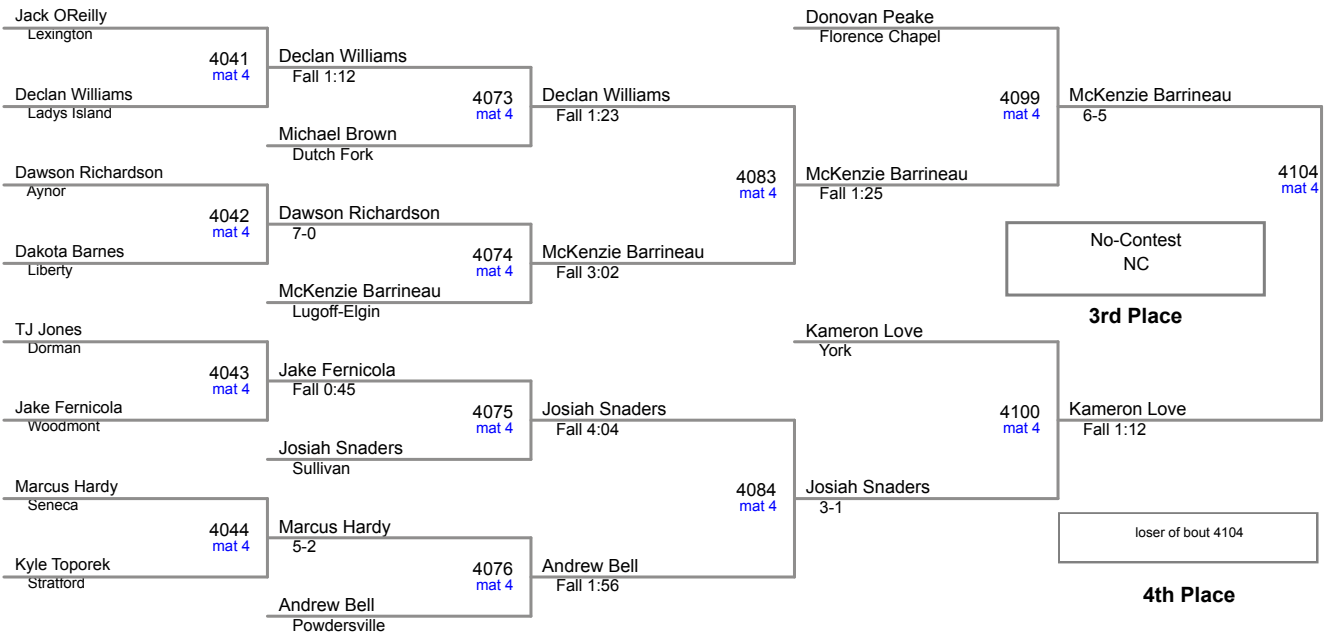 Jack OReilly
Lexington
4041
mat 4
Declan Williams
Fall 1:12
Declan Williams
Ladys Island
4073
mat 4
Declan Williams
Fall 1:23
Michael Brown
Dutch Fork
Dawson Richardson
Aynor
4042
mat 4
Dawson Richardson
7-0
Dakota Barnes
Liberty
4074
mat 4
McKenzie Barrineau
Fall 3:02
McKenzie Barrineau
Lugoff-Elgin
4083
mat 4
McKenzie Barrineau
Fall 1:25
Donovan Peake
Florence Chapel
4099
mat 4
McKenzie Barrineau
6-5
4104
mat 4
No-Contest
NC
3rd Place
TJ Jones
Dorman
4043
mat 4
Jake Fernicola
Fall 0:45
Jake Fernicola
Woodmont
4075
mat 4
Josiah Snaders
Fall 4:04
Josiah Snaders
Sullivan
Marcus Hardy
Seneca
4044
mat 4
Marcus Hardy
5-2
Kyle Toporek
Stratford
4076
mat 4
Andrew Bell
Fall 1:56
Andrew Bell
Powdersville
4084
mat 4
Josiah Snaders
3-1
Kameron Love
York
4100
mat 4
Kameron Love
Fall 1:12
loser of bout 4104
4th Place